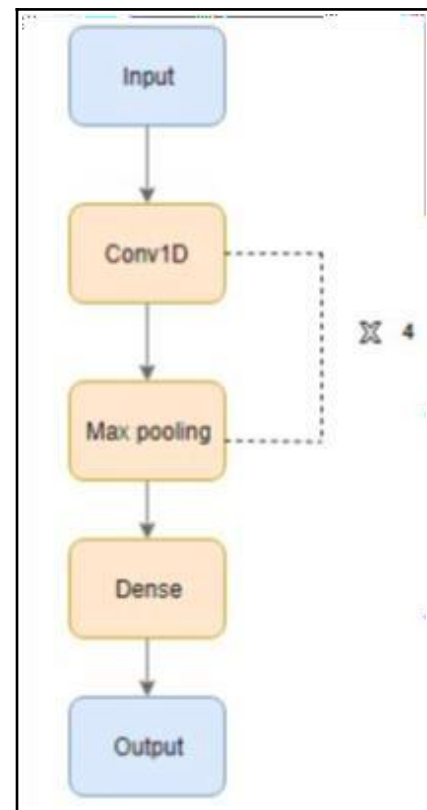 Input
Conv1D
X 4
Max pooling
Dense
Output